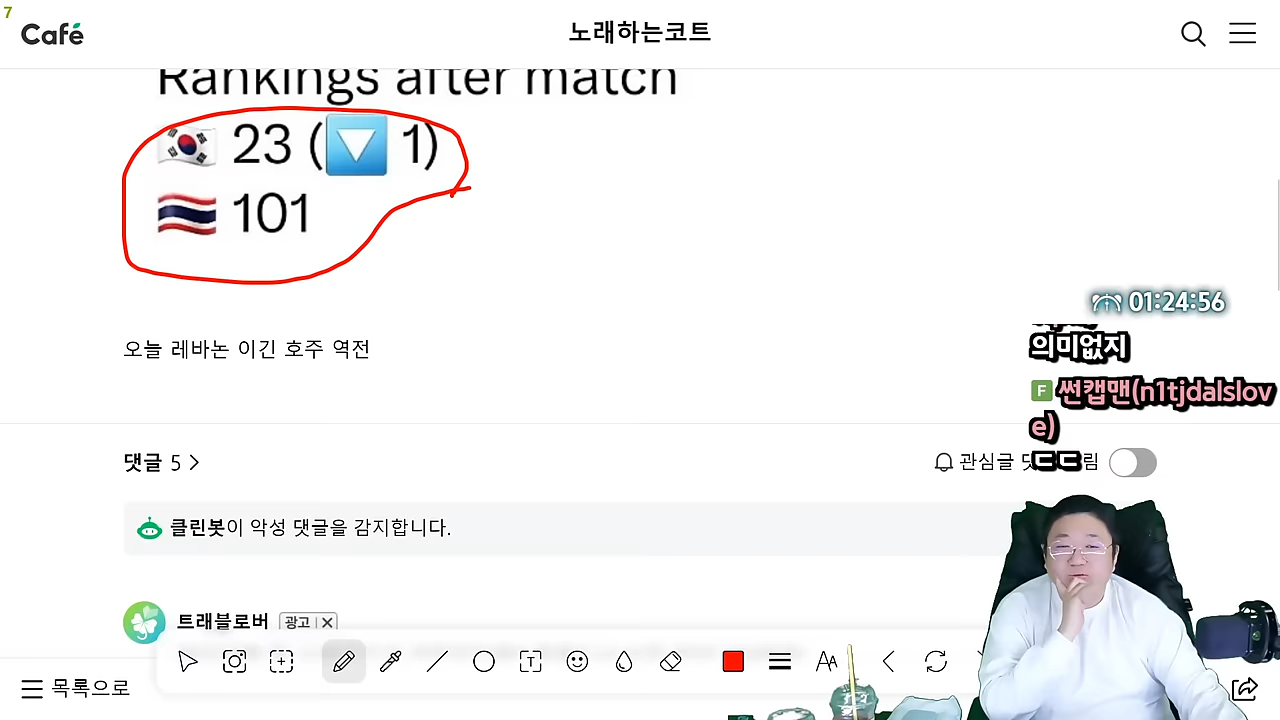 7
Café
노래하는코트
Rankings after match
🇰🇷 23 (🔽 1)
🇹🇭 101
01:24:56
의미없지
F 썬캡맨(n1tjdalslov
e)
ㄷㄷ
오늘 레바논 이긴 호주 역전
댓글 5 >
관심글 댓 림
클린봇이 악성 댓글을 감지합니다.
트래블로버 광고 X
T
AA
목록으로